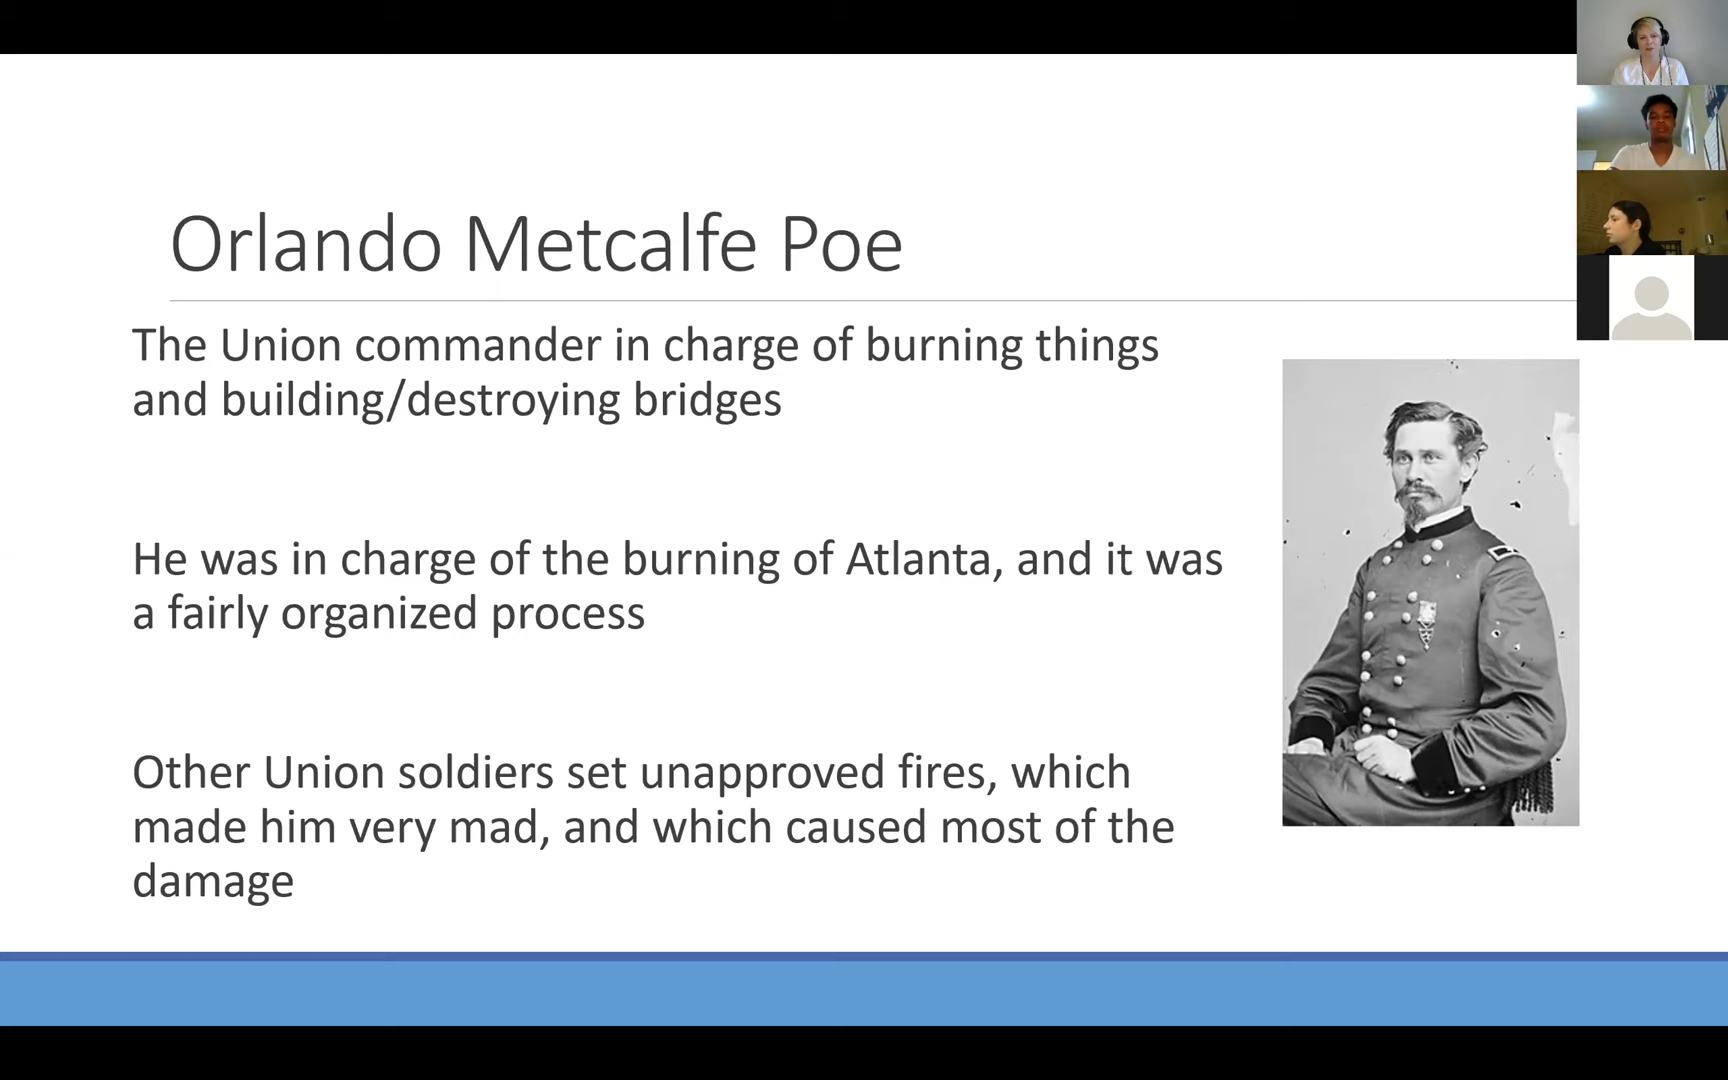 Orlando Metcalfe Poe
The Union commander in charge of burning things
and building/destroying bridges
He was in charge of the burning of Atlanta, and it was
a fairly organized process
Other Union soldiers set unapproved fires, which
made him very mad, and which caused most of the
damage